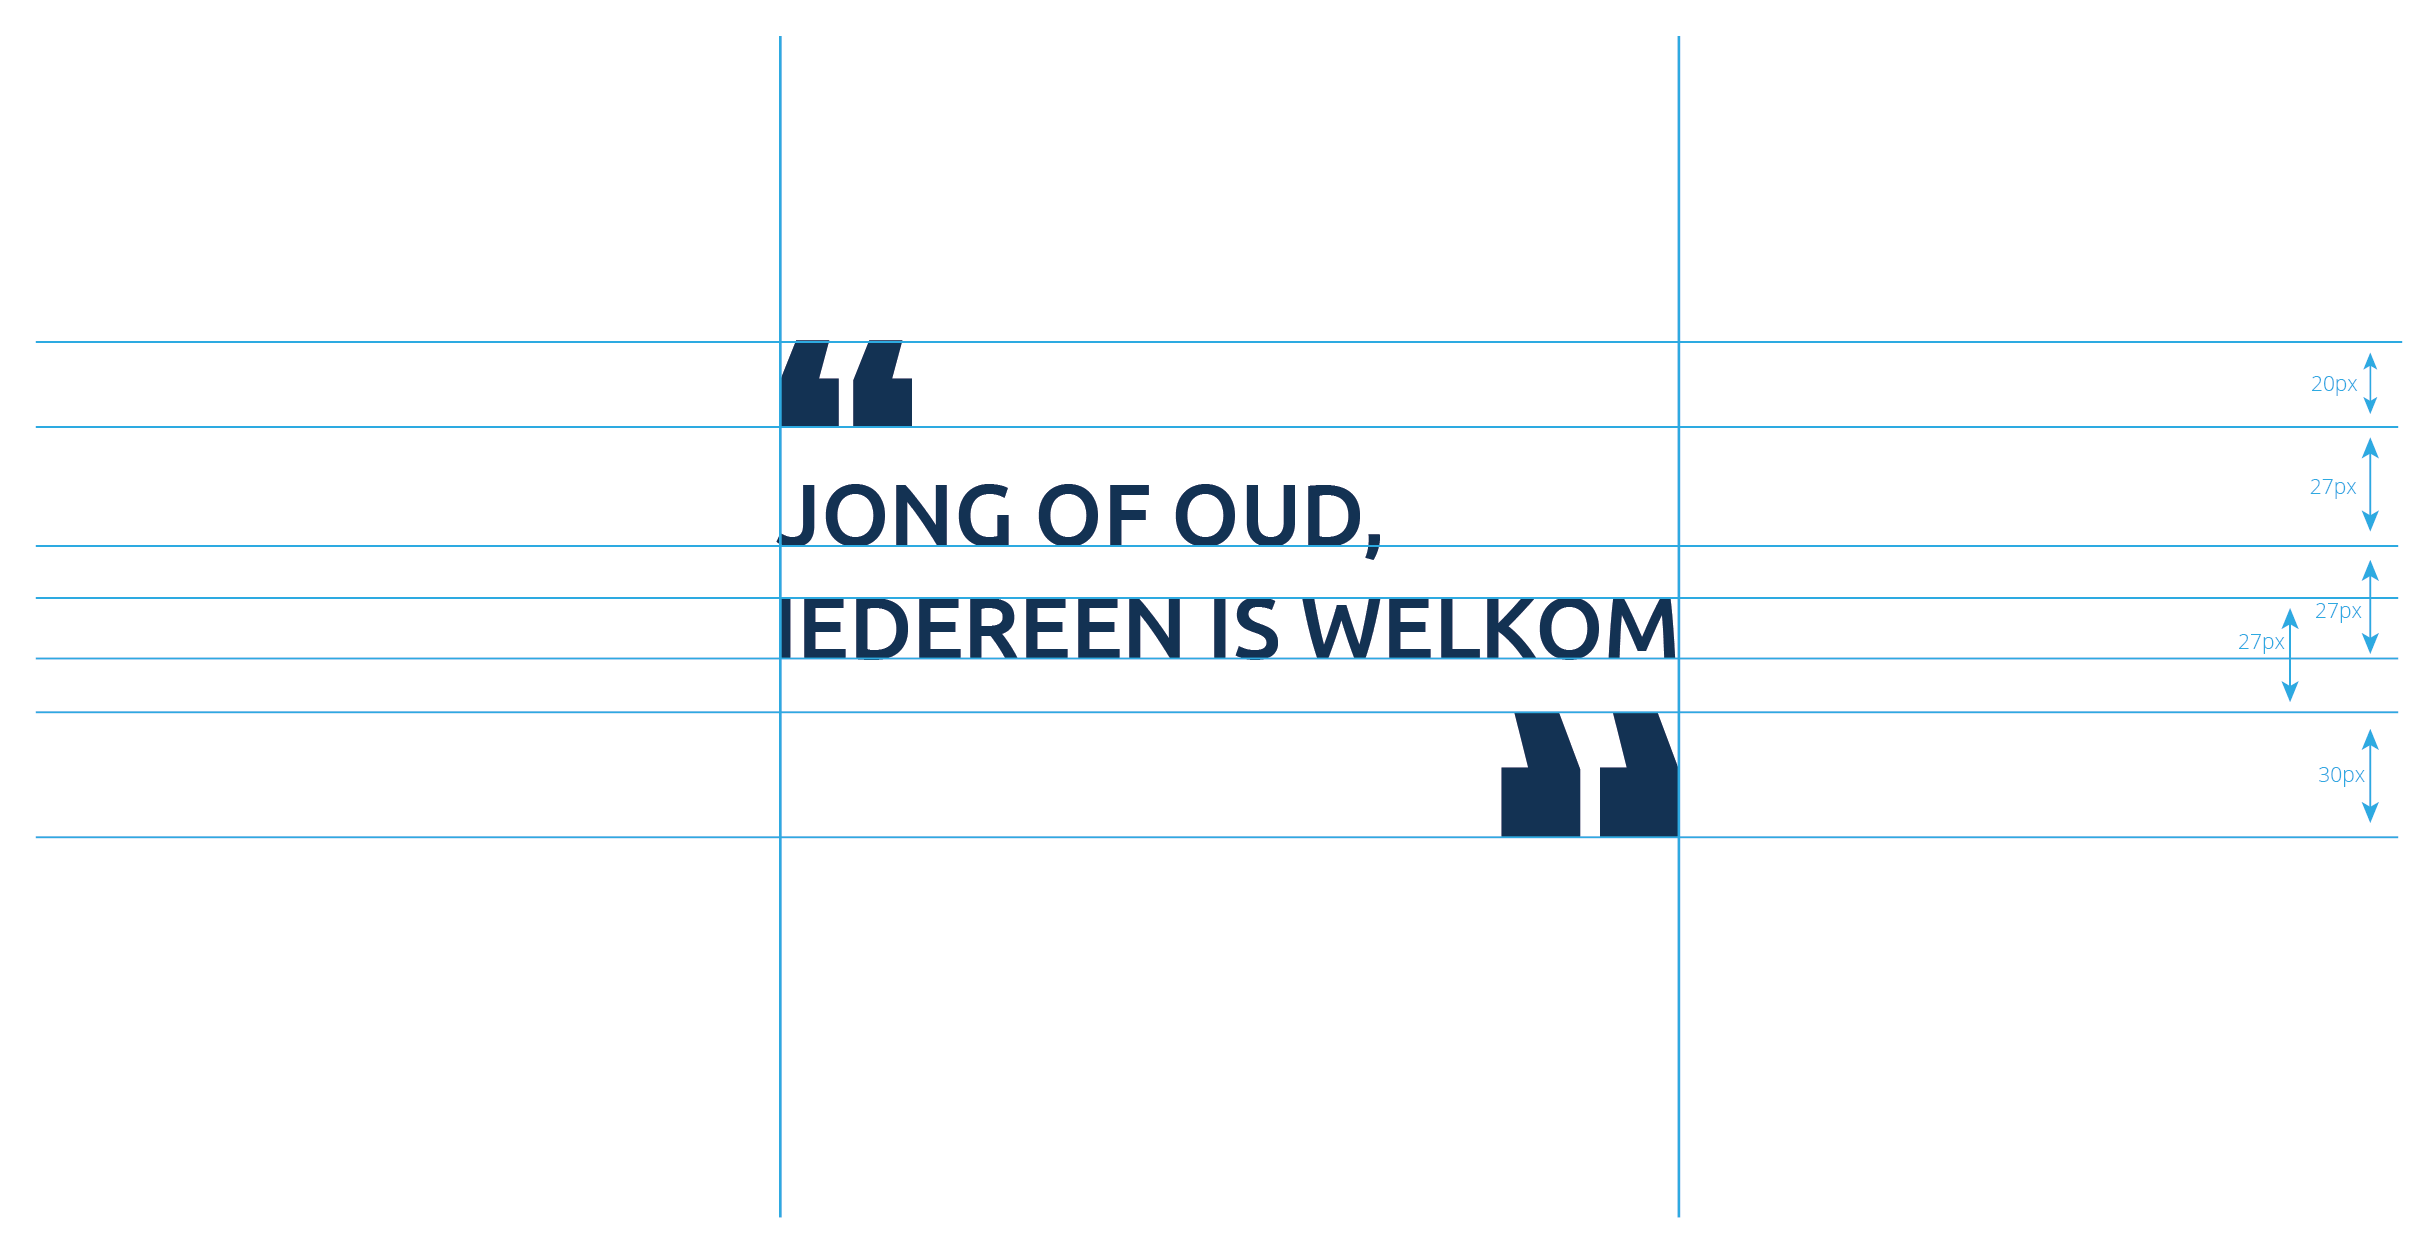 “
20px
27px
JONG OF OUD,
27px
IEDEREEN IS WELKOM
27px
30px
”